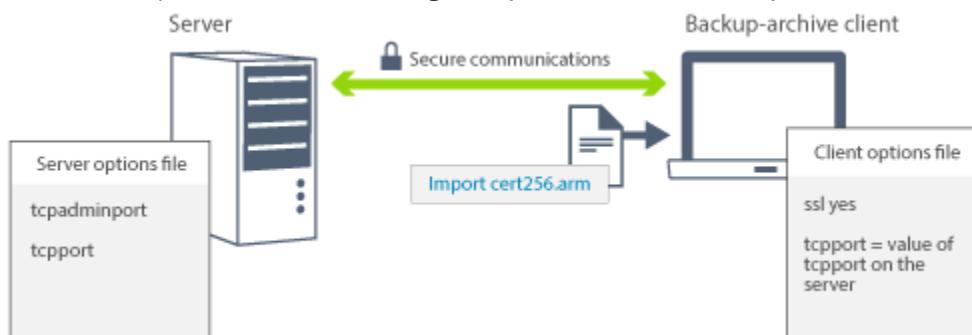 Server
Backup-archive client
Secure communications
Server options file
tcpadminport
tcpport
Import cert256.arm
Client options file
ssl yes
tcpport = value of
tcpport on the
server